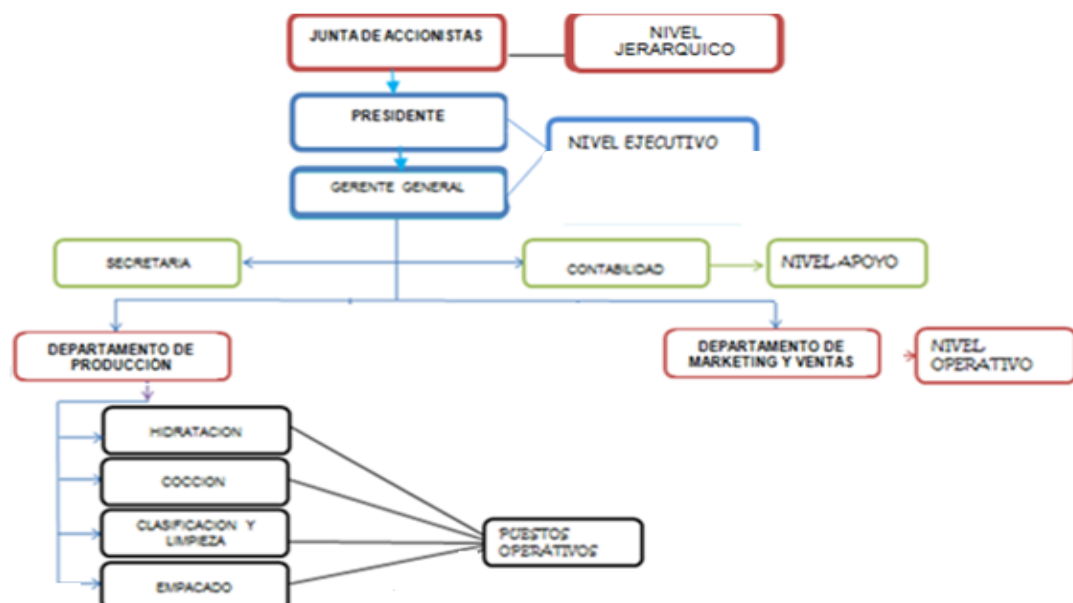 JUNTA DE ACCIONISTAS
NIVEL
JERARQUICO
PRESIDENTE
NIVEL EJECUTIVO
GERENTE GENERAL
SECRETARIA
CONTABILIDAD
NIVEL APOYO
DEPARTAMENTO DE
PRODUCCIÓN
DEPARTAMENTO DE
MARKETING Y VENTAS
NIVEL
OPERATIVO
HIDRATACION
COCCION
CLASIFICACION Y
LIMPIEZA
PUESTOS
OPERATIVOS
EMPACADO